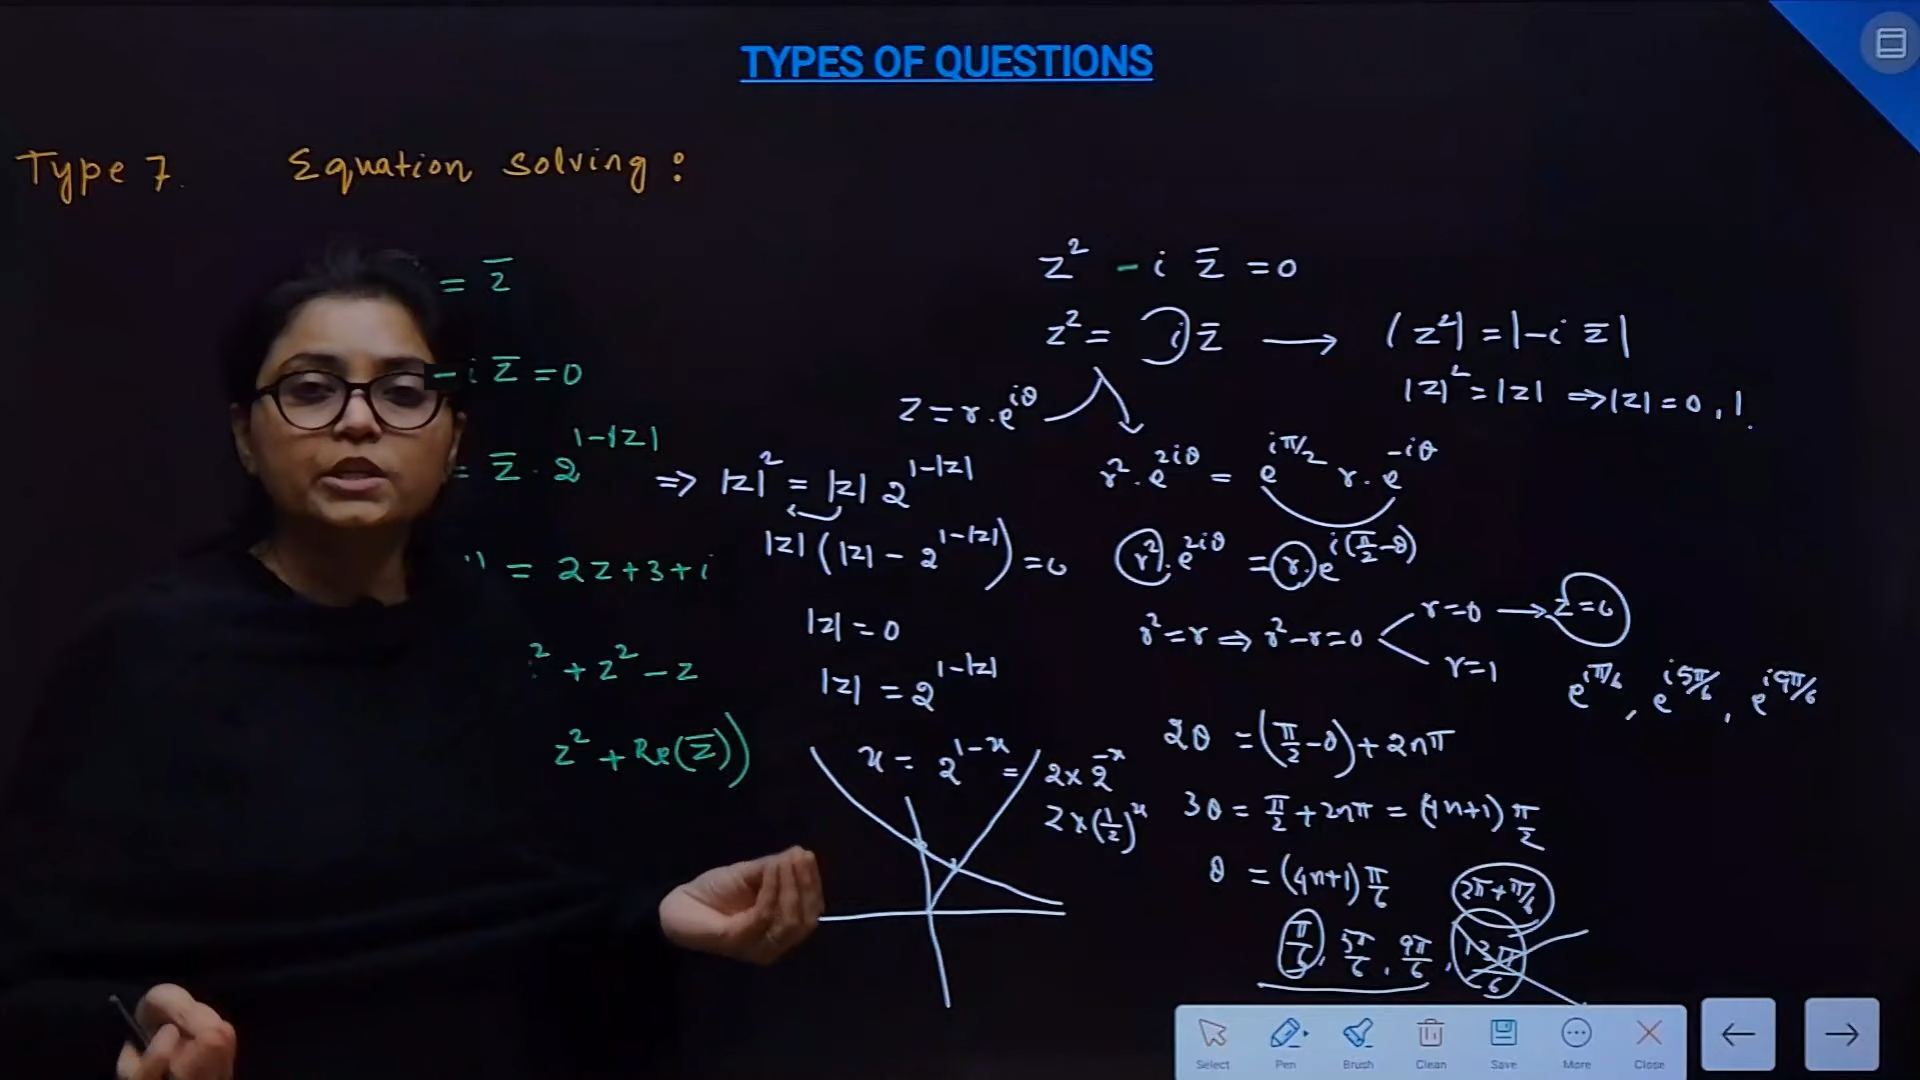 TYPES OF QUESTIONS
Type 7. Equation solving :
= z̅
- i z̅ = 0
= z̅ . 2^(1-|z|)
= 2z+3+i
² + z² - z
z² + Re(z̅))
⇒ |z|² = |z| 2^(1-|z|)
|z| (|z| - 2^(1-|z|)) = 0
|z| = 0
|z| = 2^(1-|z|)
x = 2^(1-x) = 2×2^(-x)
2×(1/2)^x
z² - i z̅ = 0
z² = i z̅ → |z²| = |-i z̅|
|z|² = |z| ⇒ |z| = 0, 1.
z = r.e^(iθ)
r².e^(2iθ) = e^(iπ/2) r.e^(-iθ)
r².e^(2iθ) = r.e^(i(π/2-θ))
r² = r ⇒ r²-r=0
r=0 → z=0
r=1
e^(iπ/6), e^(i5π/6), e^(i9π/6)
2θ = (π/2-θ)+2nπ
3θ = π/2+2nπ = (4n+1)π/2
θ = (4n+1)π/6
2π+π/6
π/6, 5π/6, 9π/6, 13π/6
Select Pen Brush Clean Save More Close